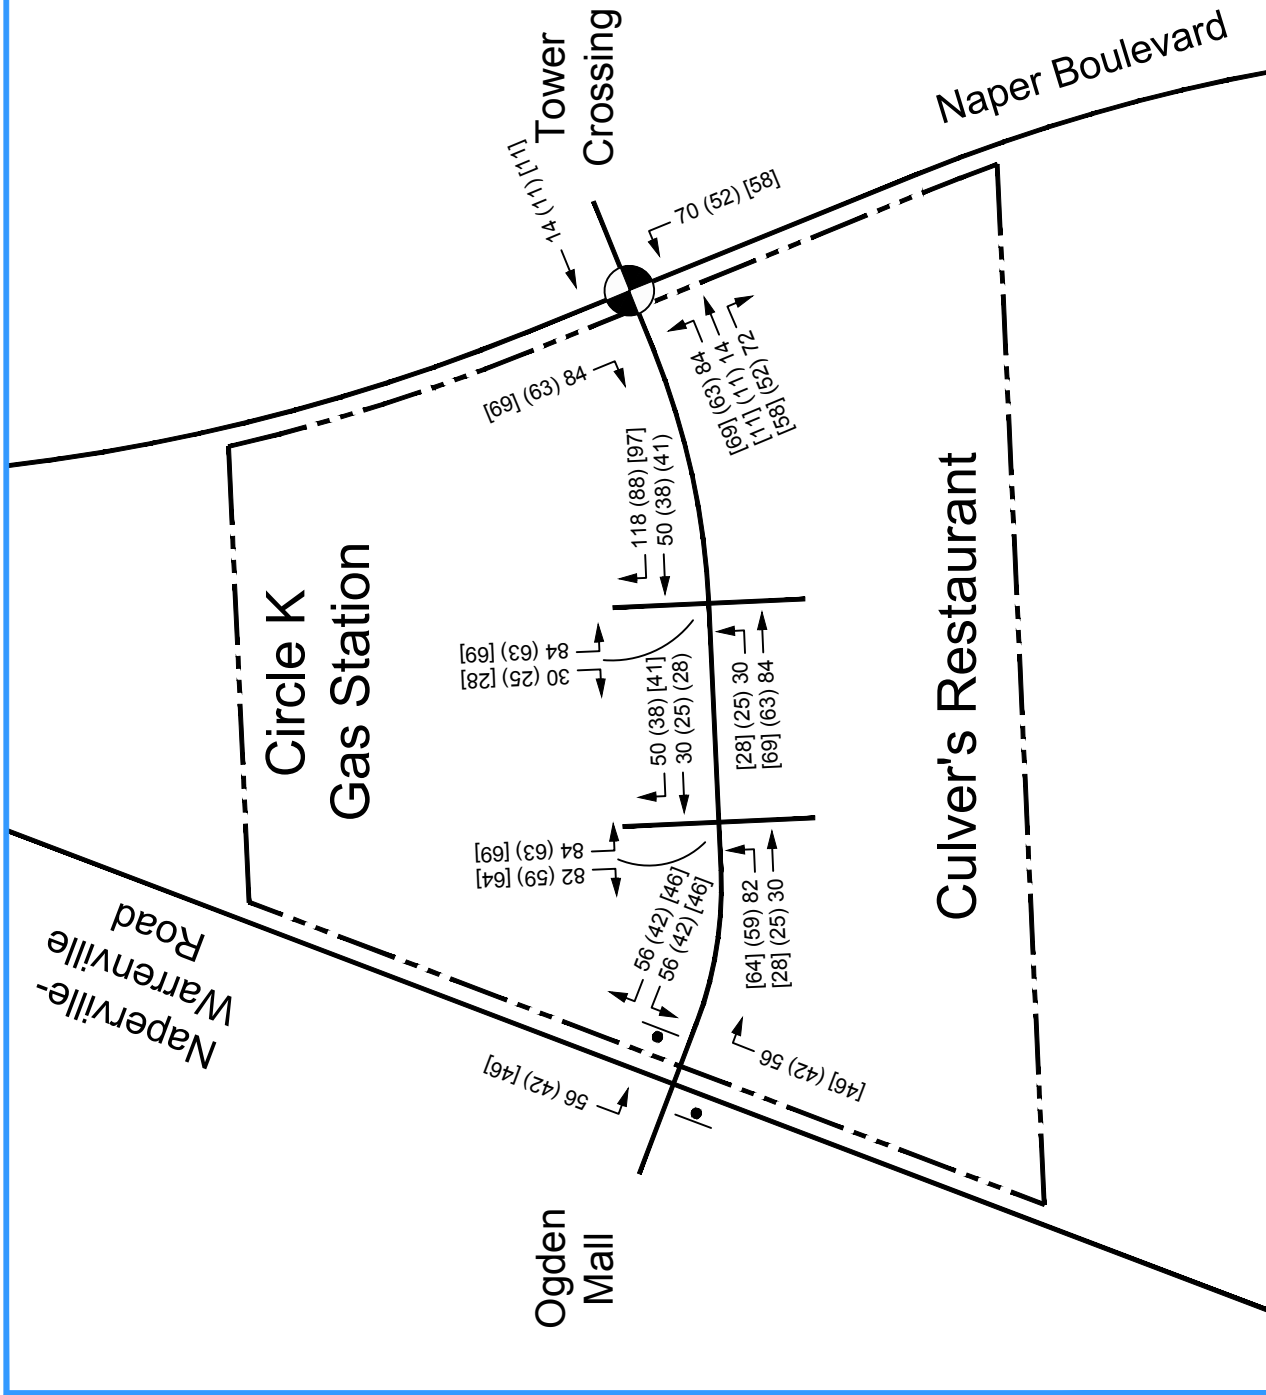 Tower
Crossing
Naper Boulevard
14 (11) [11]
70 (52) [58]
[69] (63) 84
[69] (63) 84
[11] (11) 14
[58] (52) 72
118 (88) [97]
50 (38) (41)
Circle K
Gas Station
84 (63) [69]
30 (25) [28]
50 (38) [41]
30 (25) (28)
[28] (25) 30
[69] (63) 84
Culver's Restaurant
84 (63) [69]
82 (59) [64]
56 (42) [46]
56 (42) [46]
[64] (59) 82
[28] (25) 30
Naperville-
Warrenville
Road
56 (42) [46]
56 (42) [46]
Ogden
Mall